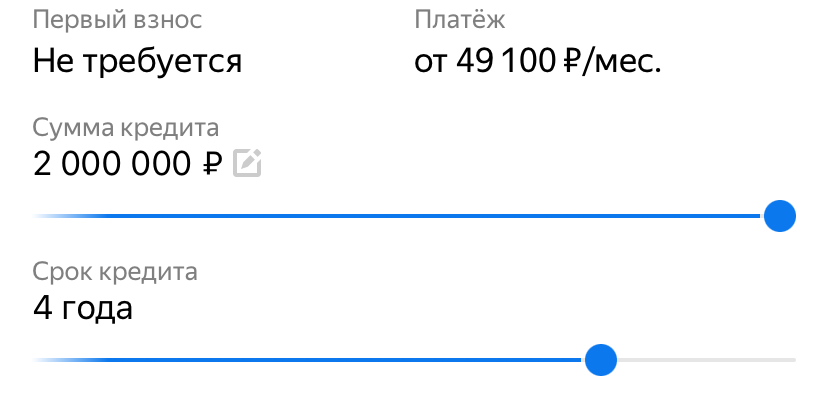 Первый взнос
Платёж
Не требуется
от 49 100 ₽/мес.
Сумма кредита
2 000 000 ₽
Срок кредита
4 года